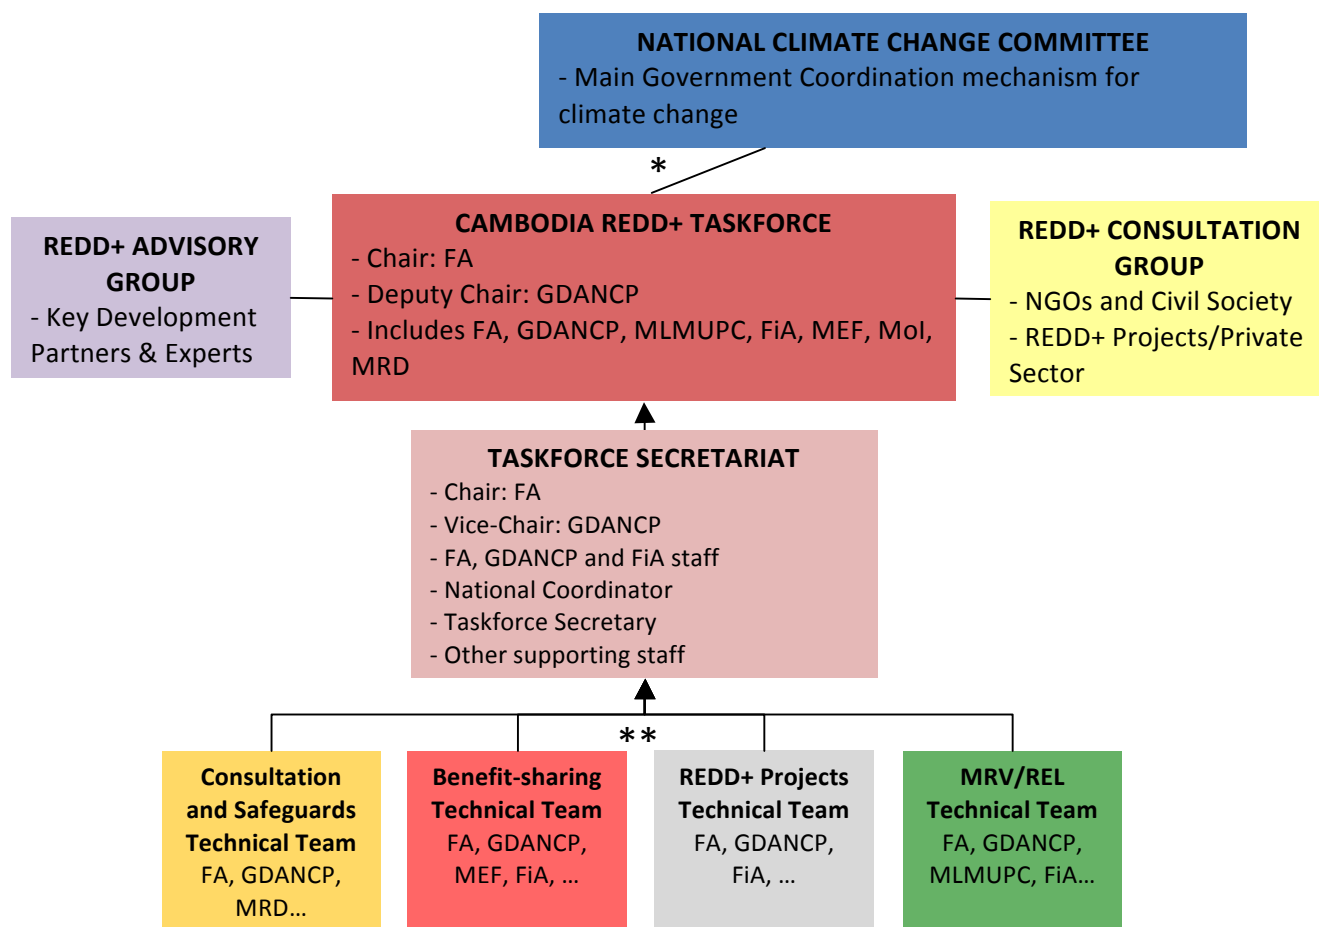 NATIONAL CLIMATE CHANGE COMMITTEE
- Main Government Coordination mechanism for
climate change
*
CAMBODIA REDD+ TASKFORCE
- Chair: FA
- Deputy Chair: GDANCP
- Includes FA, GDANCP, MLMUPC, FiA, MEF, MoI,
MRD
REDD+ ADVISORY
GROUP
- Key Development
Partners & Experts
REDD+ CONSULTATION
GROUP
- NGOs and Civil Society
- REDD+ Projects/Private
Sector
TASKFORCE SECRETARIAT
- Chair: FA
- Vice-Chair: GDANCP
- FA, GDANCP and FiA staff
- National Coordinator
- Taskforce Secretary
- Other supporting staff
**
Consultation
and Safeguards
Technical Team
FA, GDANCP,
MRD…
Benefit-sharing
Technical Team
FA, GDANCP,
MEF, FiA, …
REDD+ Projects
Technical Team
FA, GDANCP,
FiA, …
MRV/REL
Technical Team
FA, GDANCP,
MLMUPC, FiA…